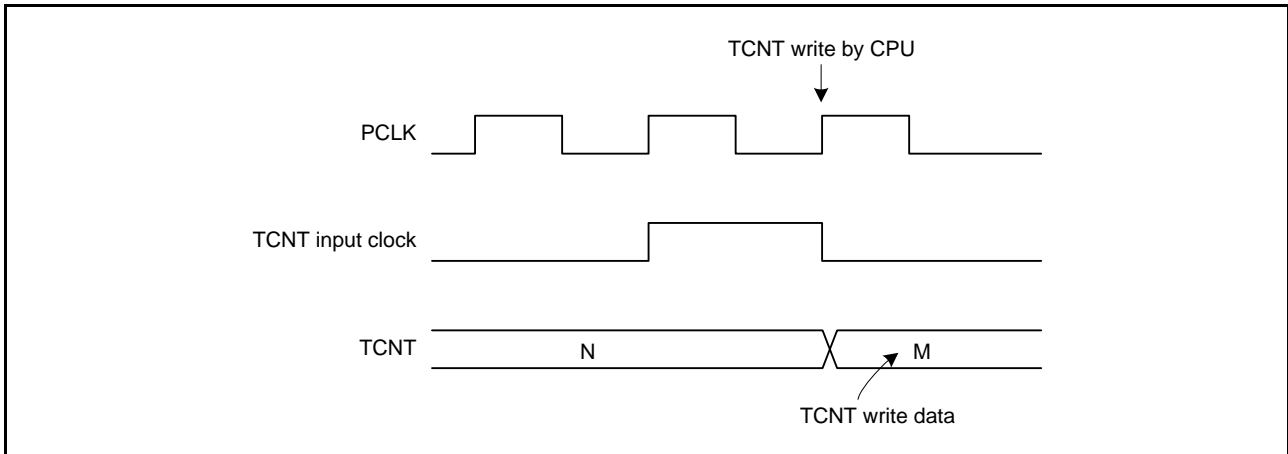 TCNT write by CPU
PCLK
TCNT input clock
TCNT
N
M
TCNT write data